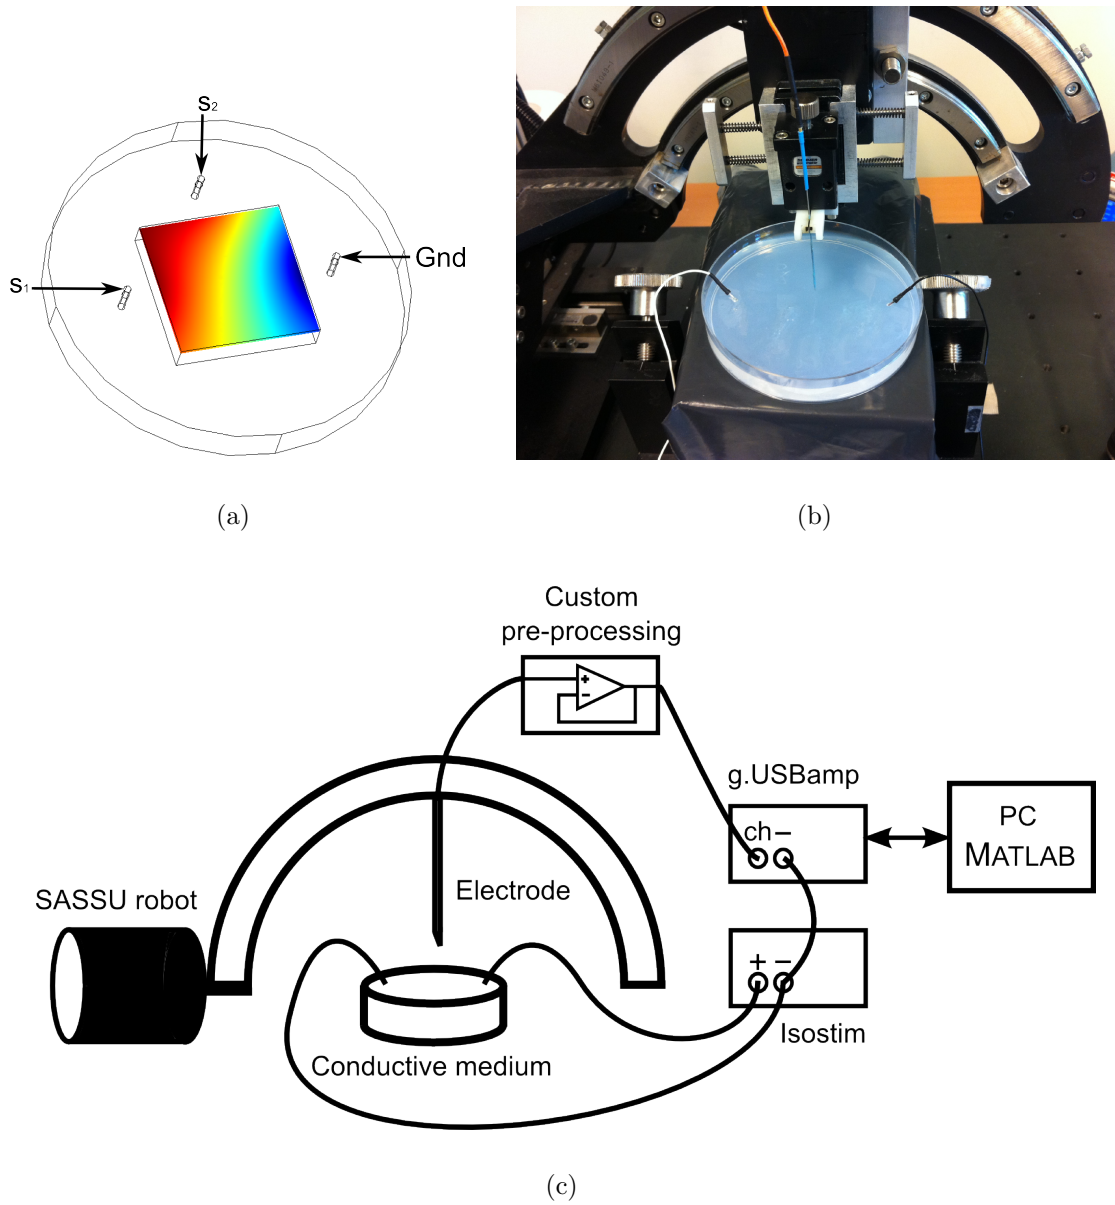 S2
Gnd
S1
(a)
(b)
Custom
pre-processing
g.USBamp
ch –
PC
MATLAB
Electrode
SASSU robot
+ –
Isostim
Conductive medium
(c)